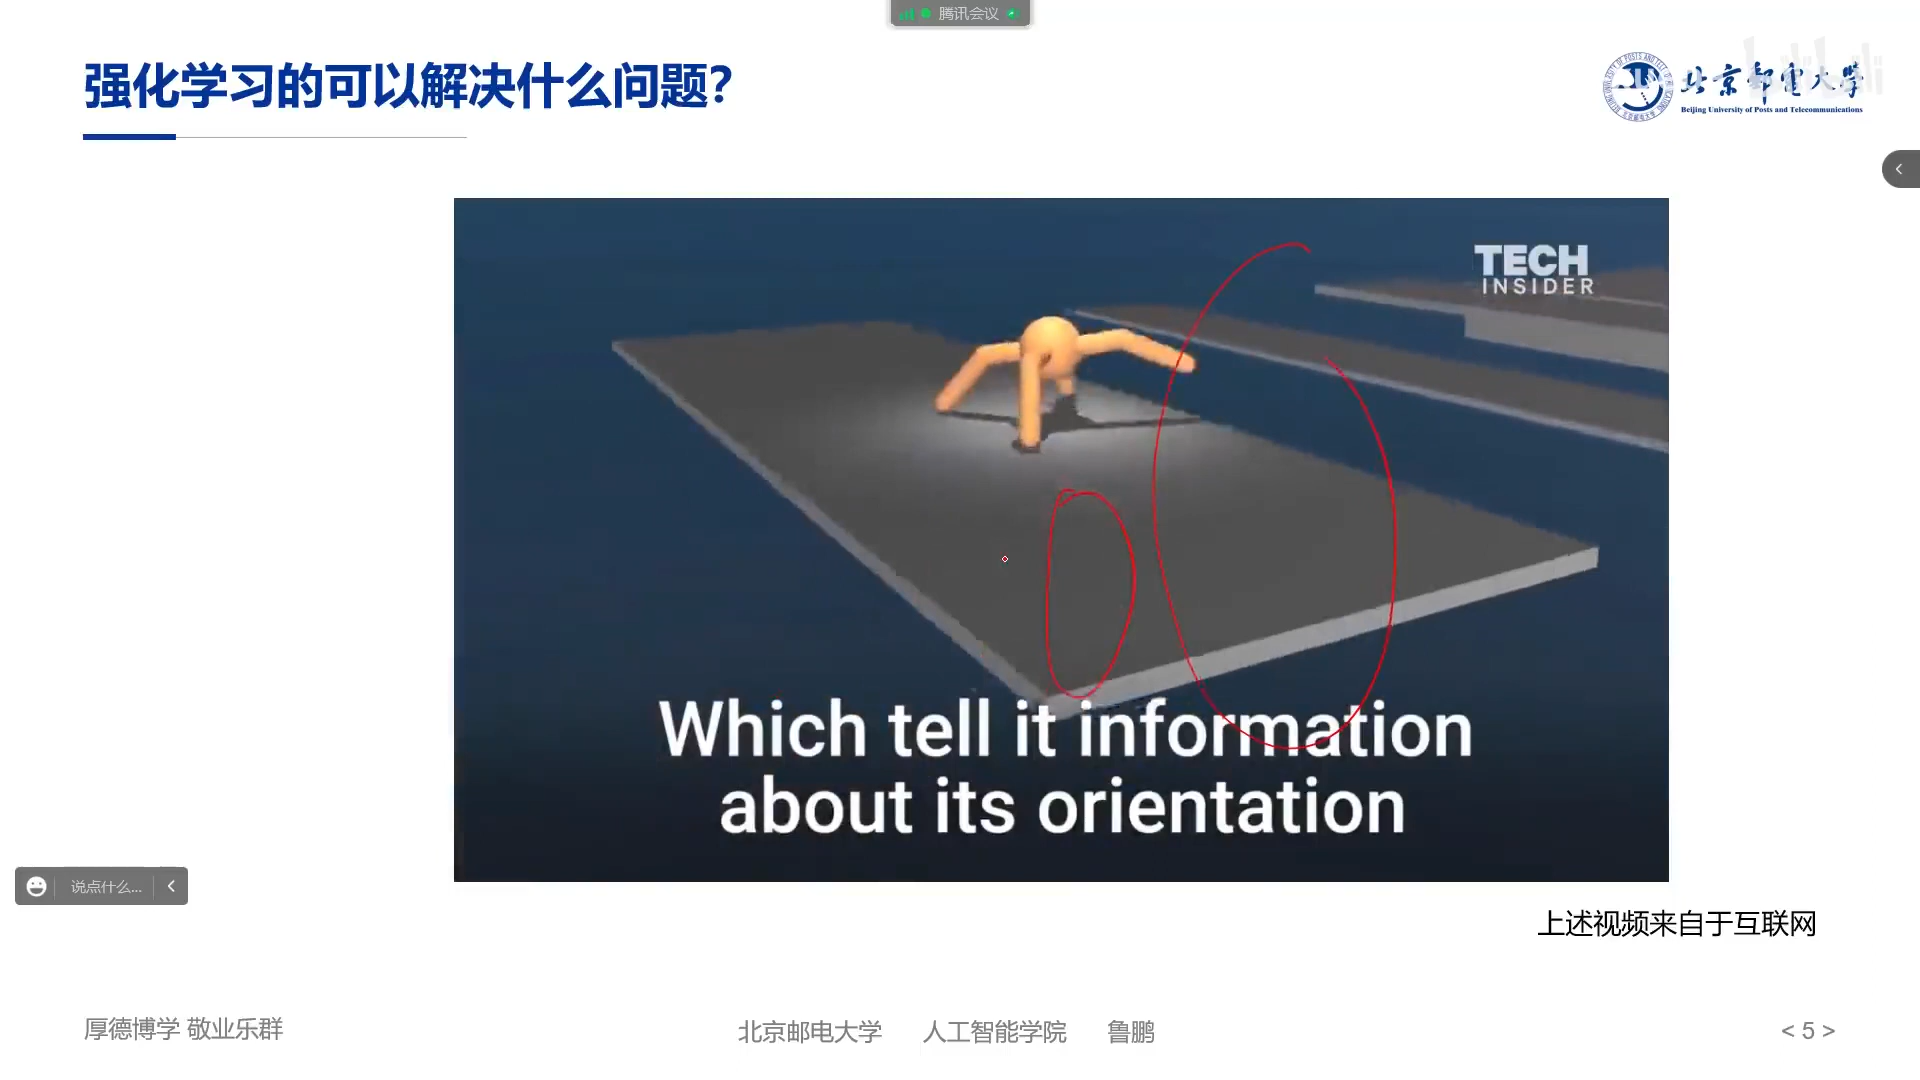 腾讯会议
强化学习的可以解决什么问题?
北京邮电大学
Beijing University of Posts and Telecommunications
TECH
INSIDER
Which tell it information
about its orientation
说点什么...
上述视频来自于互联网
厚德博学 敬业乐群
北京邮电大学 人工智能学院 鲁鹏
< 5 >